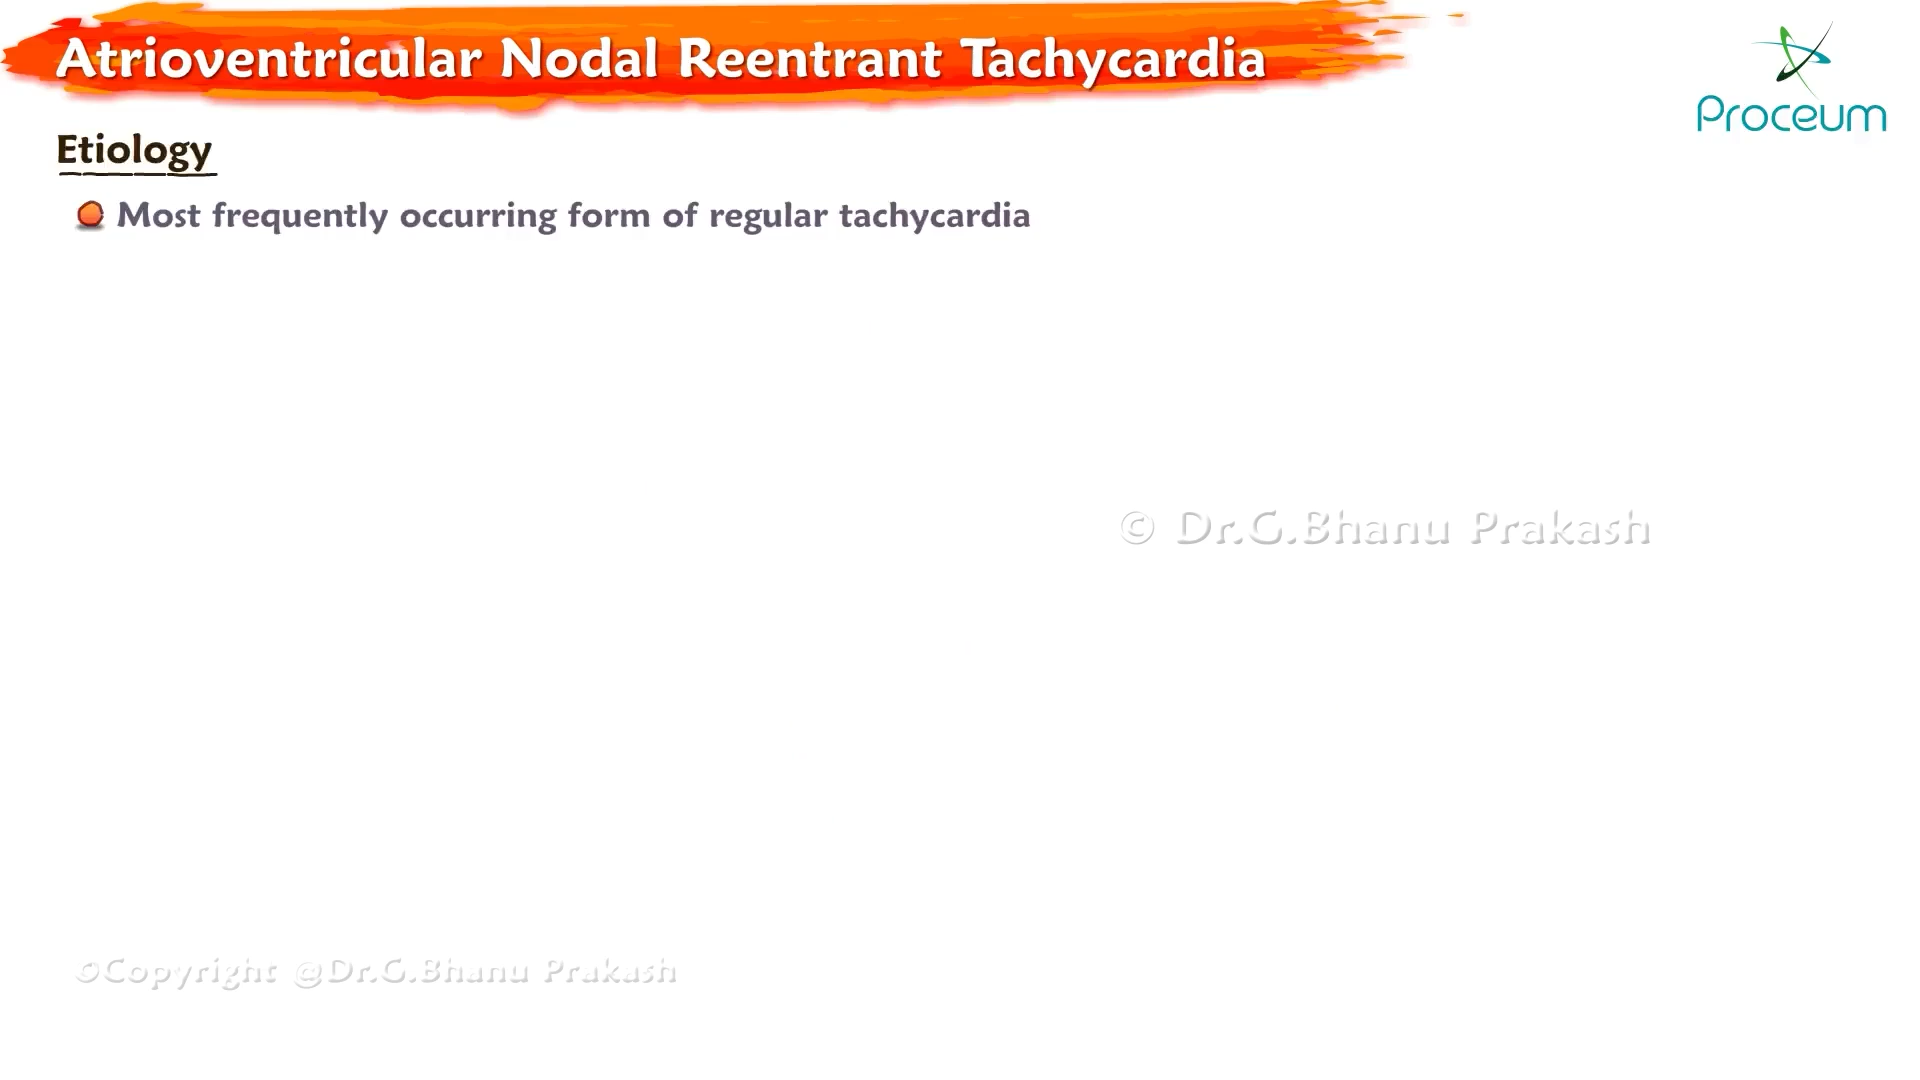 Atrioventricular Nodal Reentrant Tachycardia
Proceum
Etiology
Most frequently occurring form of regular tachycardia
© Dr.G.Bhanu Prakash
©Copyright @Dr.G.Bhanu Prakash